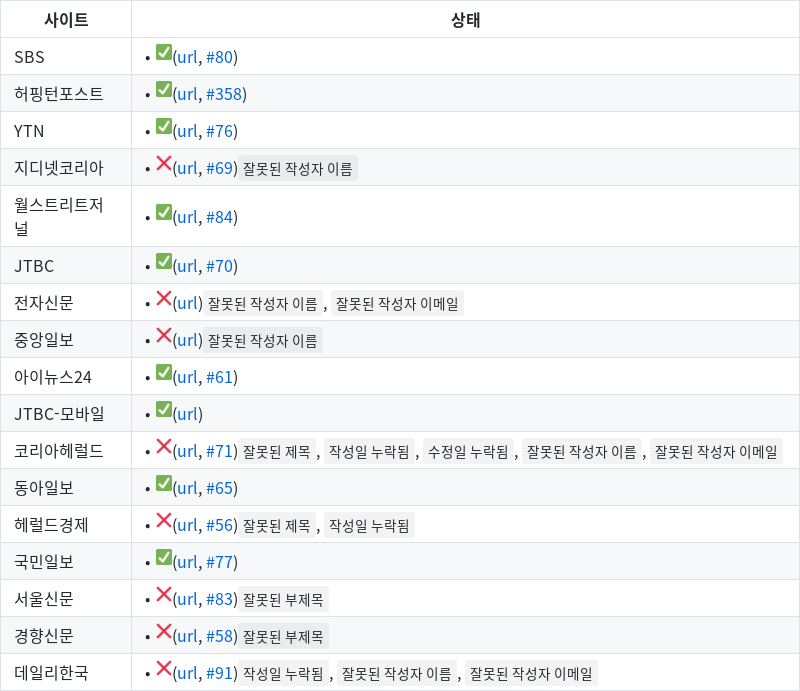 사이트 상태
SBS • ✅(url, #80)
허핑턴포스트 • ✅(url, #358)
YTN • ✅(url, #76)
지디넷코리아 • ❌(url, #69) 잘못된 작성자 이름
월스트리트저
널 • ✅(url, #84)
JTBC • ✅(url, #70)
전자신문 • ❌(url) 잘못된 작성자 이름 , 잘못된 작성자 이메일
중앙일보 • ❌(url) 잘못된 작성자 이름
아이뉴스24 • ✅(url, #61)
JTBC-모바일 • ✅(url)
코리아헤럴드 • ❌(url, #71) 잘못된 제목 , 작성일 누락됨 , 수정일 누락됨 , 잘못된 작성자 이름 , 잘못된 작성자 이메일
동아일보 • ✅(url, #65)
헤럴드경제 • ❌(url, #56) 잘못된 제목 , 작성일 누락됨
국민일보 • ✅(url, #77)
서울신문 • ❌(url, #83) 잘못된 부제목
경향신문 • ❌(url, #58) 잘못된 부제목
데일리한국 • ❌(url, #91) 작성일 누락됨 , 잘못된 작성자 이름 , 잘못된 작성자 이메일